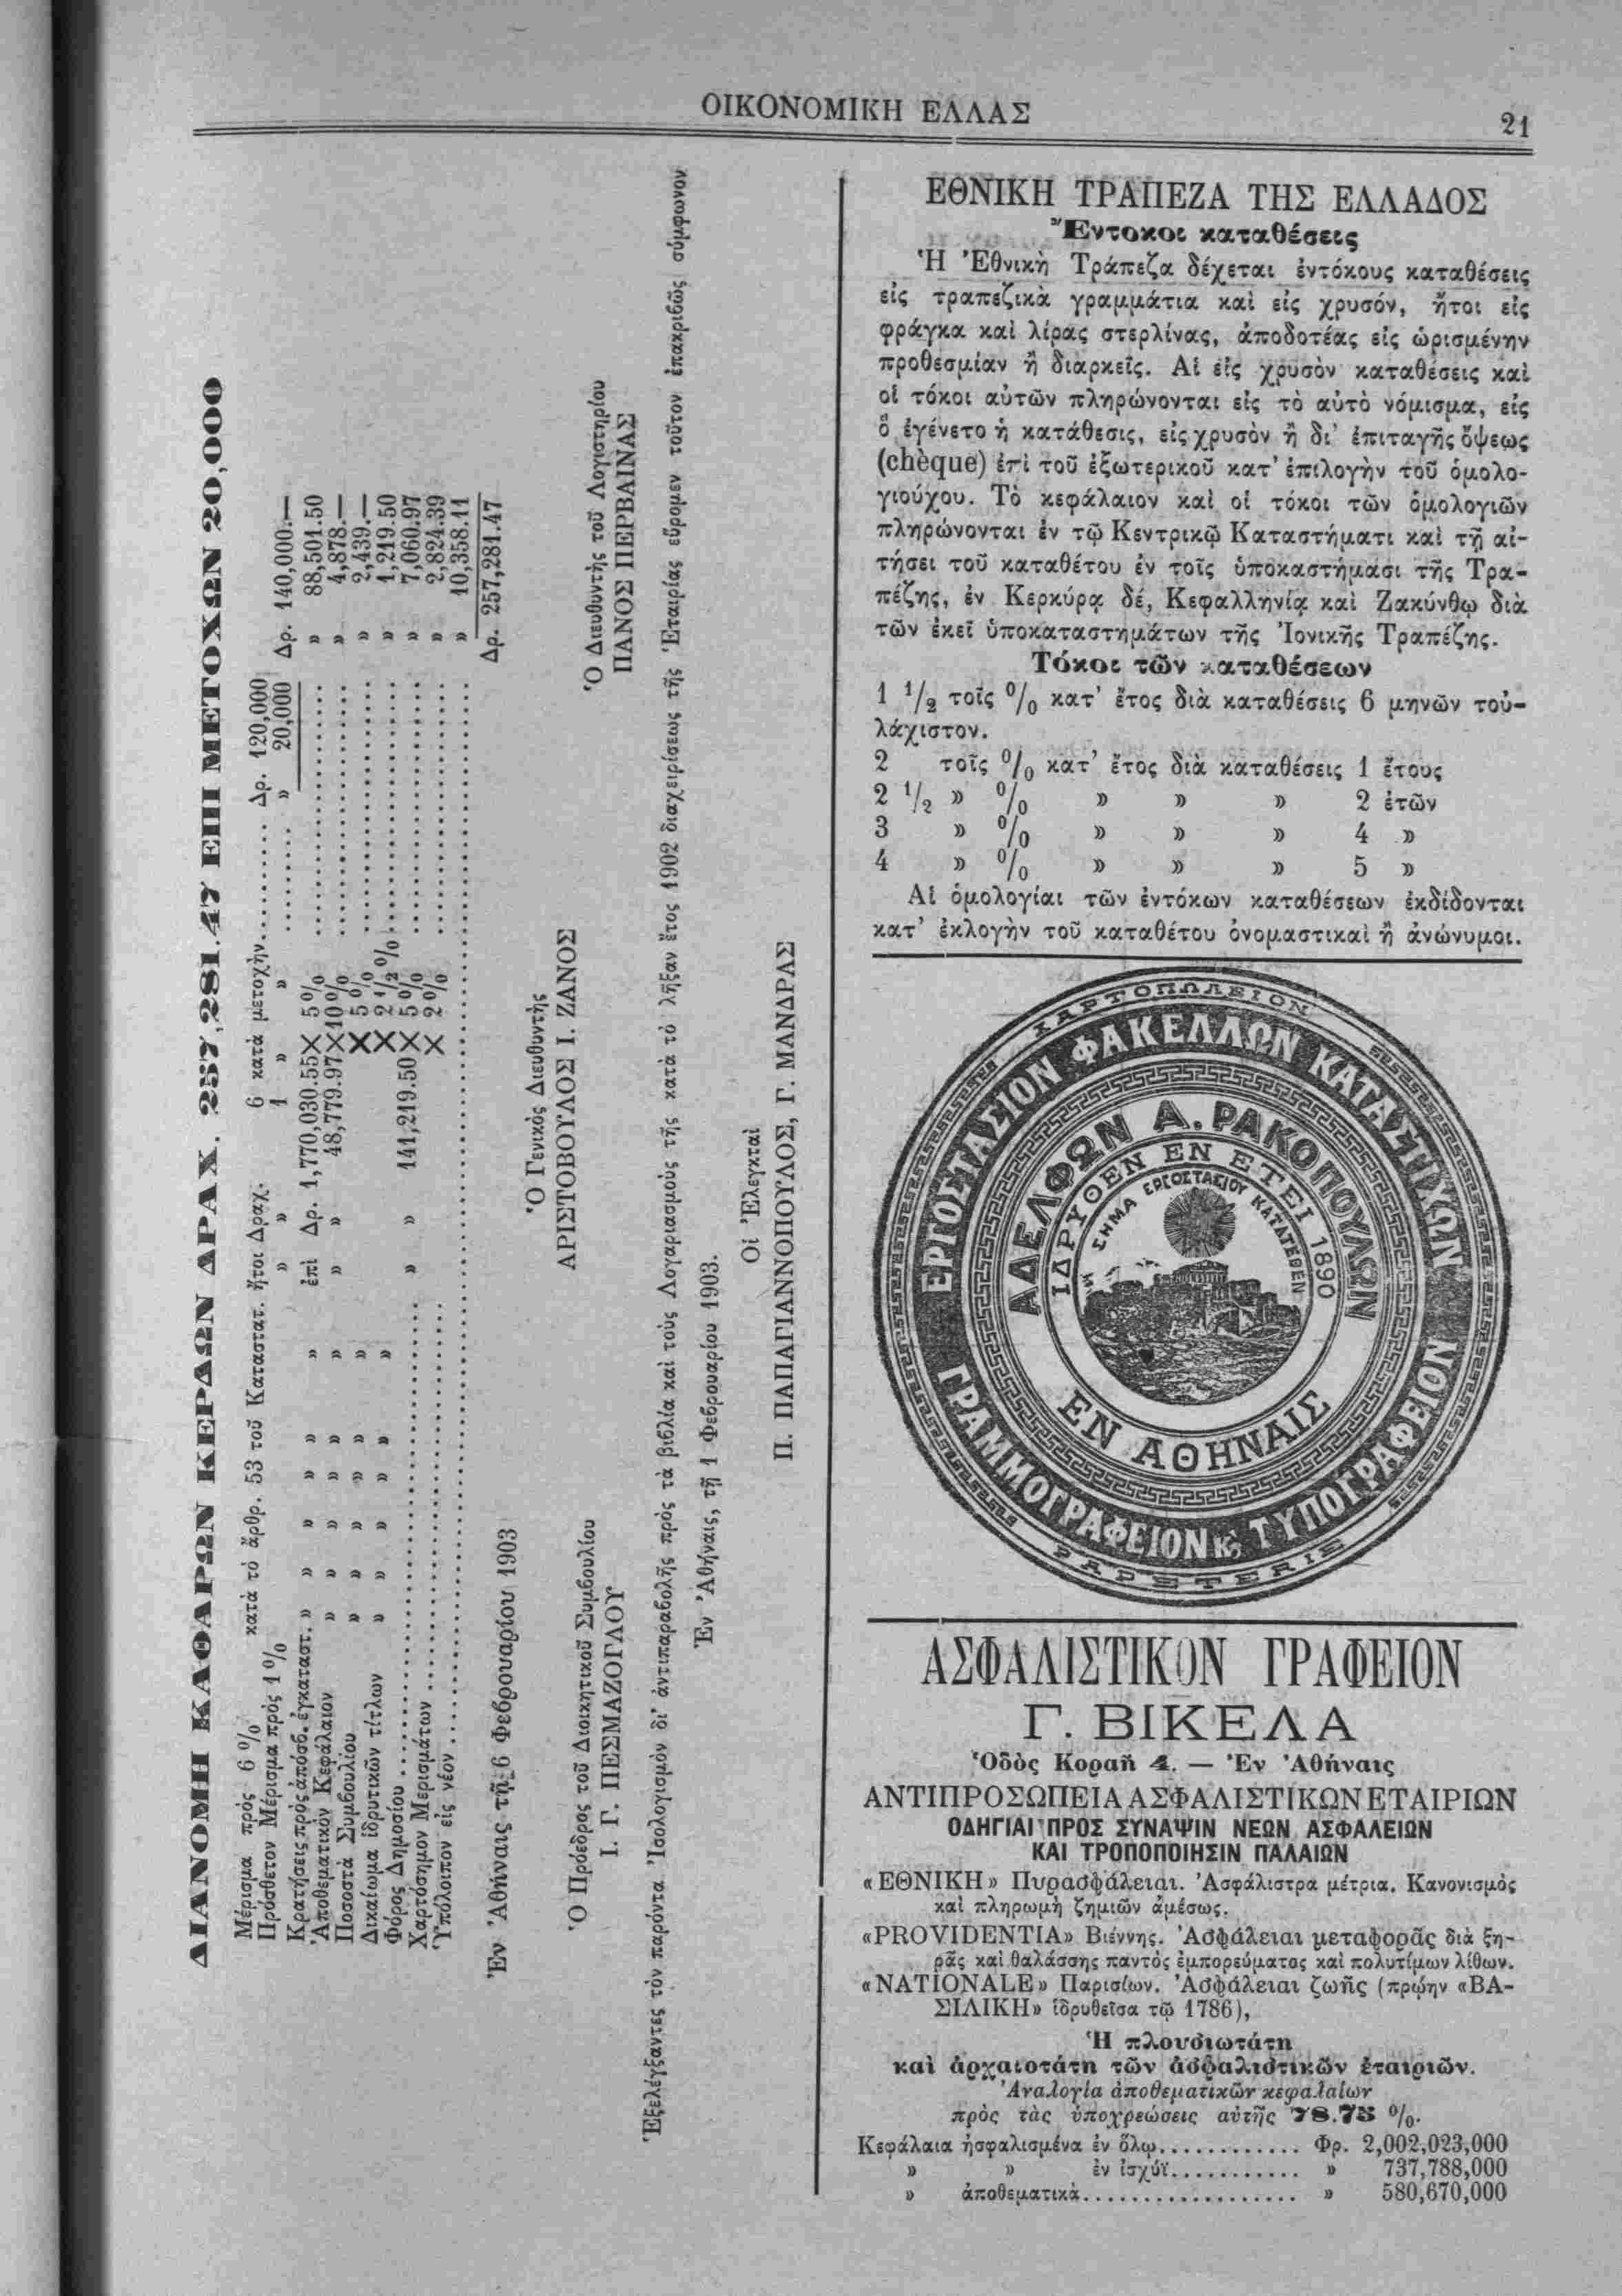 ΟΙΚΟΝΟΜΙΚΗ ΕΛΛΑΣ
21
ΔΙΑΝΟΜΗ ΚΑΘΑΡΩΝ ΚΕΡΔΩΝ ΔΡΑΧ. 257,281.47 ΕΠΙ ΜΕΤΟΧΩΝ 20,000
Μέρισμα πρὸς 6 % κατὰ τὸ ἄρθρ. 53 τοῦ Καταστατ. ἤτοι Δραχ. 6 κατὰ μετοχὴν.......... Δρ. 120,000
Πρόσθετον Μέρισμα πρὸς 1 % » » 1 » » ......... » 20,000 Δρ. 140,000.—
Κρατήσεις πρὸς ἀπόσβ. ἐγκαταστ. » » » » » » ἐπὶ Δρ. 1,770,030.55 × 5 % .................... » 88,501.50
Ἀποθεματικὸν Κεφάλαιον » » » » » » » » 48,779.97 × 10 % .................... » 4,878.—
Ποσοστὰ Συμβουλίου » » » » » » × 5 % .................... » 2,439.—
Δικαίωμα ἱδρυτικῶν τίτλων » » » » » » × 2 1/2 % .................... » 1,219.50
Φόρος Δημοσίου .................... » » 141,219.50 × 5 % .................... » 7,060.97
Χαρτόσημον Μερισμάτων .................... × 2 % .................... » 2,824.39
Ὑπόλοιπον εἰς νέον .................... » 10,358.11
Δρ. 257,281.47
Ἐν Ἀθήναις τῇ 6 Φεβρουαρίου 1903
Ὁ Πρόεδρος τοῦ Διοικητικοῦ Συμβουλίου
Ι. Γ. ΠΕΣΜΑΖΟΓΛΟΥ
Ὁ Γενικὸς Διευθυντὴς
ΑΡΙΣΤΟΒΟΥΛΟΣ Ι. ΖΑΝΟΣ
Ὁ Διευθυντὴς τοῦ Λογιστηρίου
ΠΑΝΟΣ ΠΕΡΒΑΙΝΑΣ
Ἐξελέγξαντες τὸν παρόντα Ἰσολογισμὸν δι' ἀντιπαραβολῆς πρὸς τὰ βιβλία καὶ τοὺς Λογαριασμοὺς τῆς κατὰ τὸ λῆξαν ἔτος 1902 διαχειρίσεως τῆς Ἑταιρίας εὕρομεν τοῦτον ἐπακριβῶς σύμφωνον
Ἐν Ἀθήναις, τῇ 1 Φεβρουαρίου 1903.
Οἱ Ἐλεγκταὶ
Π. ΠΑΠΑΓΙΑΝΝΟΠΟΥΛΟΣ, Γ. ΜΑΝΔΡΑΣ
ΕΘΝΙΚΗ ΤΡΑΠΕΖΑ ΤΗΣ ΕΛΛΑΔΟΣ
Ἔντοκοι καταθέσεις
Ἡ Ἐθνικὴ Τράπεζα δέχεται ἐντόκους καταθέσεις
εἰς τραπεζικὰ γραμμάτια καὶ εἰς χρυσόν, ἤτοι εἰς
φράγκα καὶ λίρας στερλίνας, ἀποδοτέας εἰς ὡρισμένην
προθεσμίαν ἢ διαρκεῖς. Αἱ εἰς χρυσὸν καταθέσεις καὶ
οἱ τόκοι αὐτῶν πληρώνονται εἰς τὸ αὐτὸ νόμισμα, εἰς
ὃ ἐγένετο ἡ κατάθεσις, εἰς χρυσὸν ἢ δι' ἐπιταγῆς ὄψεως
(chèque) ἐπὶ τοῦ ἐξωτερικοῦ κατ' ἐπιλογὴν τοῦ ὁμολο-
γιούχου. Τὸ κεφάλαιον καὶ οἱ τόκοι τῶν ὁμολογιῶν
πληρώνονται ἐν τῷ Κεντρικῷ Καταστήματι καὶ τῇ αἰ-
τήσει τοῦ καταθέτου ἐν τοῖς ὑποκαστήμασι τῆς Τρα-
πέζης, ἐν Κερκύρᾳ δέ, Κεφαλληνίᾳ καὶ Ζακύνθῳ διὰ
τῶν ἐκεῖ ὑποκαταστημάτων τῆς Ἰονικῆς Τραπέζης.
Τόκοι τῶν καταθέσεων
1 1/2 τοῖς % κατ' ἔτος διὰ καταθέσεις 6 μηνῶν τοὐ-
λάχιστον.
2 τοῖς % κατ' ἔτος διὰ καταθέσεις 1 ἔτους
2 1/2 » % » » » 2 ἐτῶν
3 » % » » » 4 »
4 » % » » » 5 »
Αἱ ὁμολογίαι τῶν ἐντόκων καταθέσεων ἐκδίδονται
κατ' ἐκλογὴν τοῦ καταθέτου ὀνομαστικαὶ ἢ ἀνώνυμοι.
ΧΑΡΤΟΠΩΛΕΙΟΝ
ΕΡΓΟΣΤΑΣΙΟΝ ΦΑΚΕΛΛΩΝ ΚΑΤΑΣΤΙΧΩΝ
ΑΔΕΛΦΩΝ Α. ΡΑΚΟΠΟΥΛΩΝ
ΙΔΡΥΘΕΝ ΕΝ ΕΤΕΙ 1890
ΣΗΜΑ ΕΡΓΟΣΤΑΣΙΟΥ ΚΑΤΑΤΕΘΕΝ
ΕΝ ΑΘΗΝΑΙΣ
ΓΡΑΜΜΟΓΡΑΦΕΙΟΝ Κ ΤΥΠΟΓΡΑΦΕΙΟΝ
PAPETERIE
ΑΣΦΑΛΙΣΤΙΚΟΝ ΓΡΑΦΕΙΟΝ
Γ. ΒΙΚΕΛΑ
Ὁδὸς Κοραῆ 4. — Ἐν Ἀθήναις
ΑΝΤΙΠΡΟΣΩΠΕΙΑ ΑΣΦΑΛΙΣΤΙΚΩΝ ΕΤΑΙΡΙΩΝ
ΟΔΗΓΙΑΙ ΠΡΟΣ ΣΥΝΑΨΙΝ ΝΕΩΝ ΑΣΦΑΛΕΙΩΝ
ΚΑΙ ΤΡΟΠΟΠΟΙΗΣΙΝ ΠΑΛΑΙΩΝ
«ΕΘΝΙΚΗ» Πυρασφάλειαι. Ἀσφάλιστρα μέτρια. Κανονισμὸς
καὶ πληρωμὴ ζημιῶν ἀμέσως.
«PROVIDENTIA» Βιέννης. Ἀσφάλειαι μεταφορᾶς διὰ ξη-
ρᾶς καὶ θαλάσσης παντὸς ἐμπορεύματος καὶ πολυτίμων λίθων.
«NATIONALE» Παρισίων. Ἀσφάλειαι ζωῆς (πρῴην «ΒΑ-
ΣΙΛΙΚΗ» ἱδρυθεῖσα τῷ 1786),
Ἡ πλουσιωτάτη
καὶ ἀρχαιοτάτη τῶν ἀσφαλιστικῶν ἑταιριῶν.
Ἀναλογία ἀποθεματικῶν κεφαλαίων
πρὸς τὰς ὑποχρεώσεις αὐτῆς 78.75 %.
Κεφάλαια ἠσφαλισμένα ἐν ὅλῳ............ Φρ. 2,002,023,000
» » ἐν ἰσχύϊ........... » 737,788,000
» ἀποθεματικὰ.................. » 580,670,000